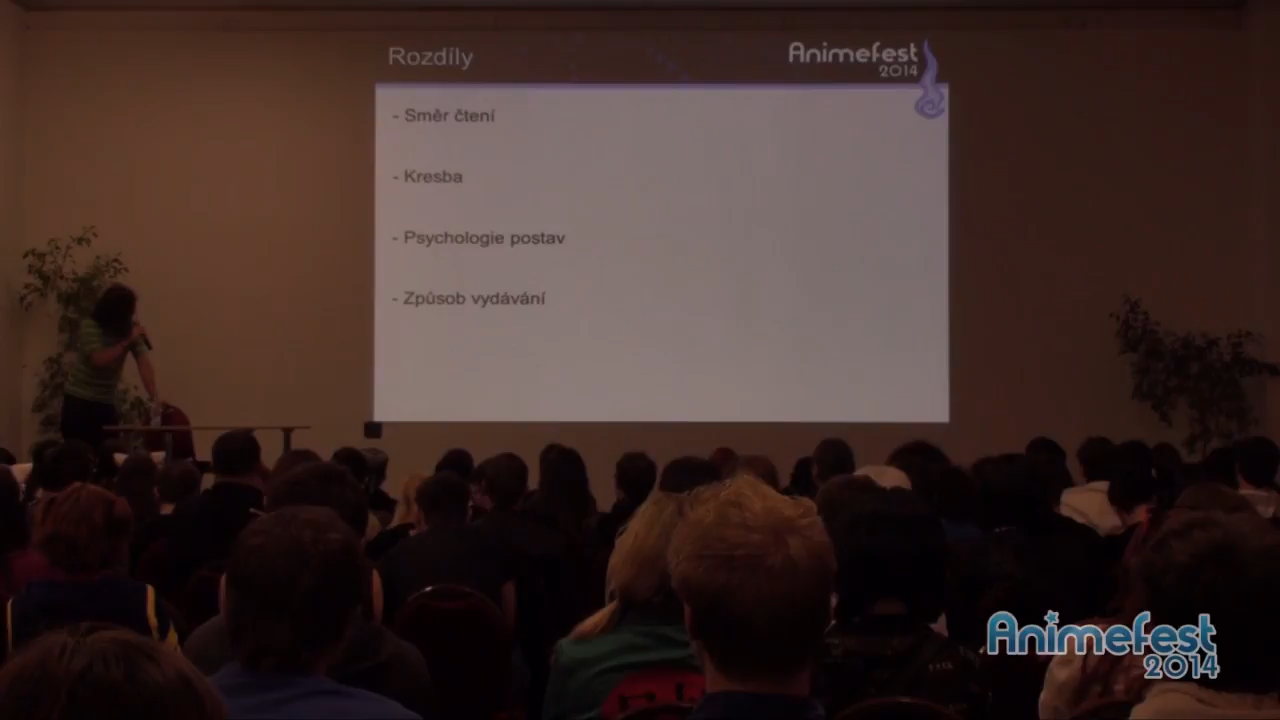 Rozdíly
Animefest
2014
- Směr čtení
- Kresba
- Psychologie postav
- Způsob vydávání
Animefest
2014